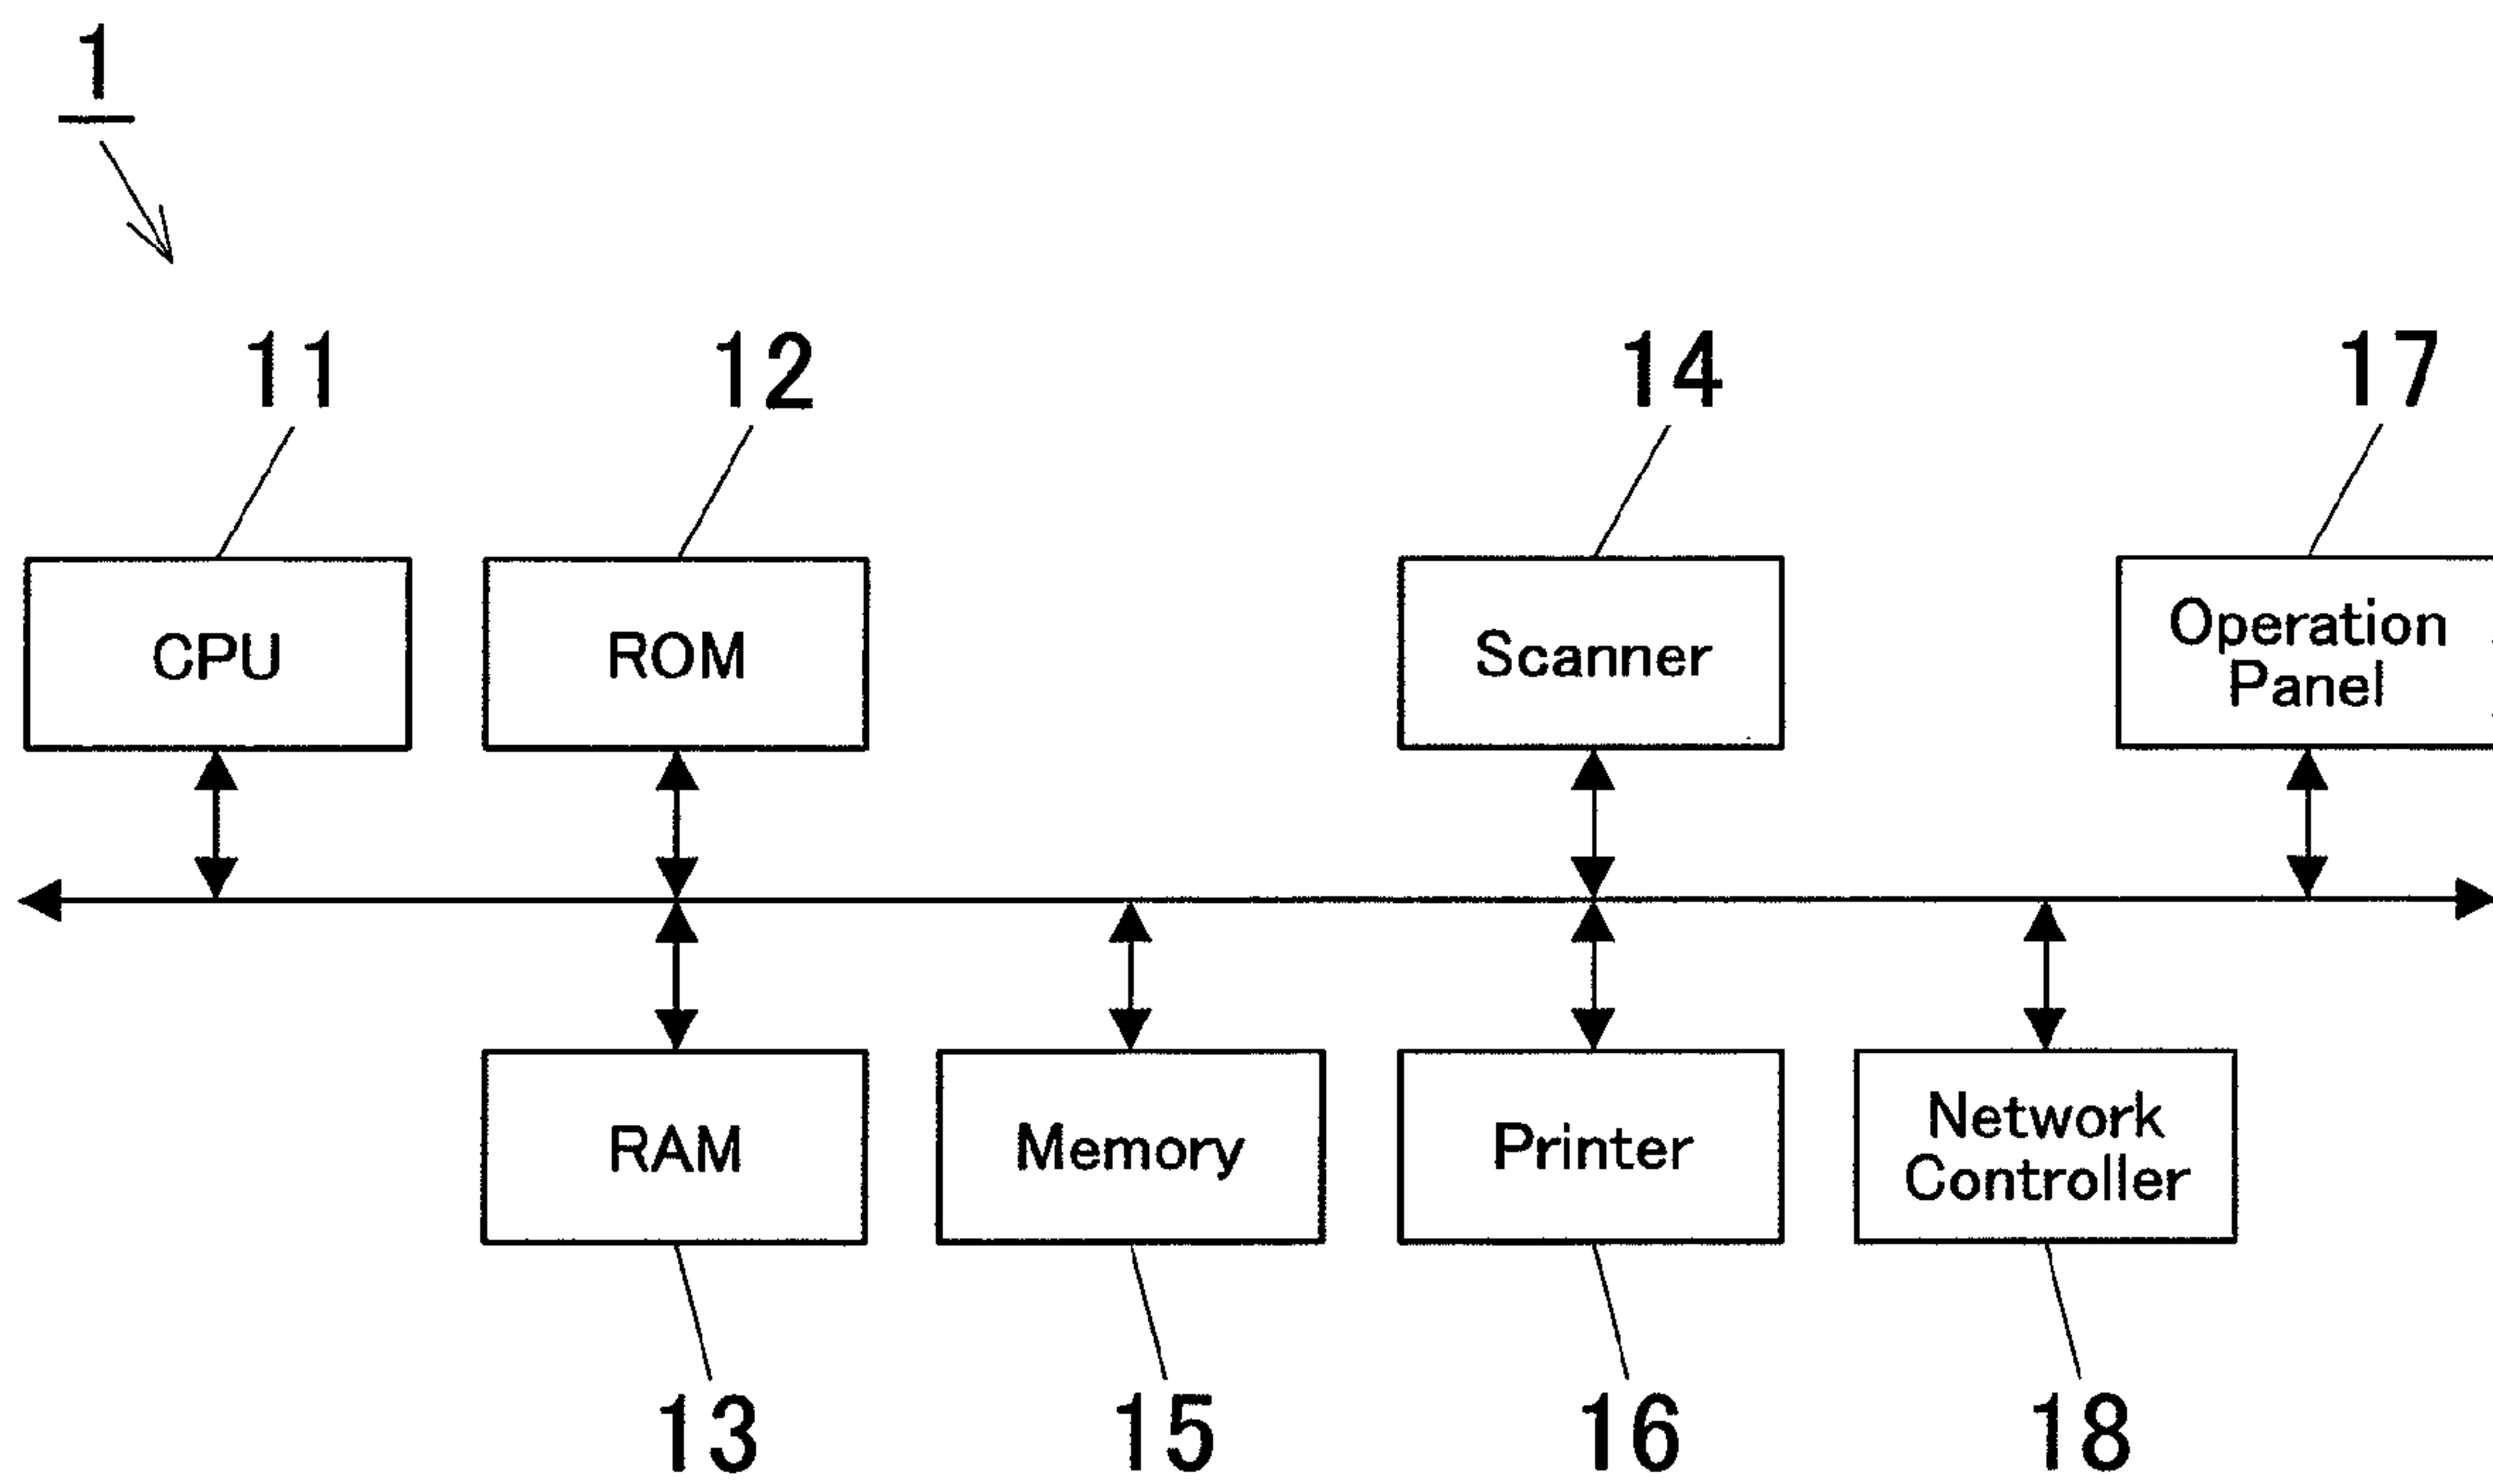 1
11
12
14
17
CPU
ROM
Scanner
Operation
Panel
RAM
Memory
Printer
Network
Controller
13
15
16
18